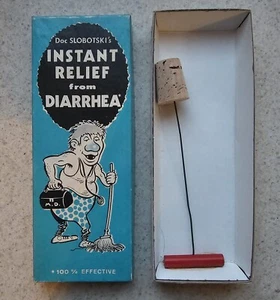 Doc SLOBOTSKI's
INSTANT
RELIEF
from
DIARRHEA
M.D.
* 100 % EFFECTIVE